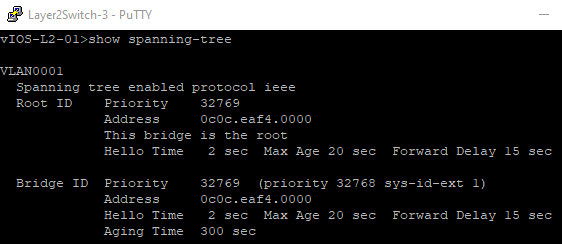 Layer2Switch-3 - PuTTY
vIOS-L2-01>show spanning-tree
VLAN0001
  Spanning tree enabled protocol ieee
  Root ID    Priority    32769
             Address     0c0c.eaf4.0000
             This bridge is the root
             Hello Time   2 sec  Max Age 20 sec  Forward Delay 15 sec
  Bridge ID  Priority    32769  (priority 32768 sys-id-ext 1)
             Address     0c0c.eaf4.0000
             Hello Time   2 sec  Max Age 20 sec  Forward Delay 15 sec
             Aging Time  300 sec